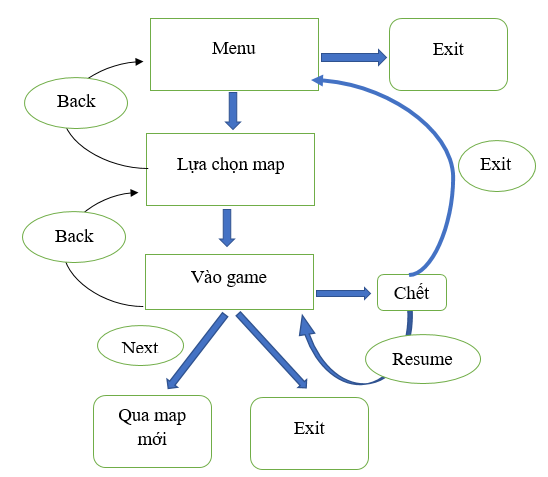 Menu
Exit
Back
Lựa chọn map
Exit
Back
Vào game
Chết
Next
Resume
Qua map
mới
Exit